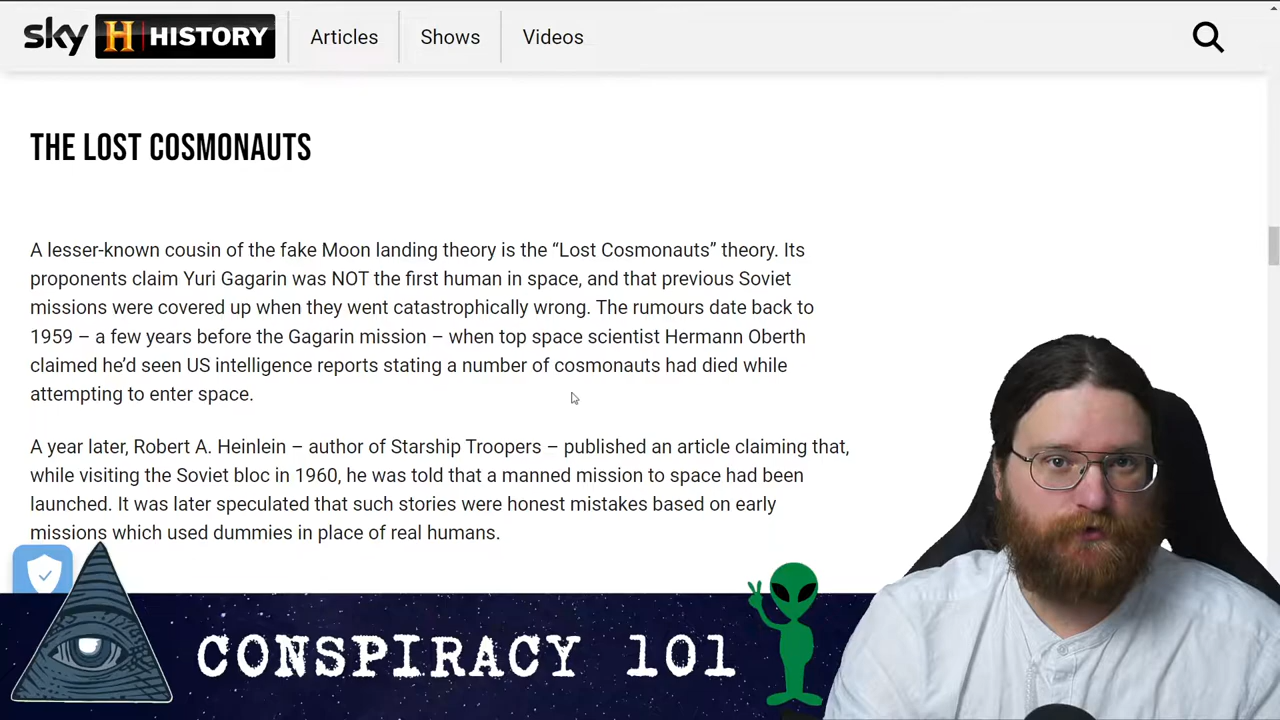 sky H HISTORY Articles Shows Videos
THE LOST COSMONAUTS
A lesser-known cousin of the fake Moon landing theory is the “Lost Cosmonauts” theory. Its
proponents claim Yuri Gagarin was NOT the first human in space, and that previous Soviet
missions were covered up when they went catastrophically wrong. The rumours date back to
1959 – a few years before the Gagarin mission – when top space scientist Hermann Oberth
claimed he’d seen US intelligence reports stating a number of cosmonauts had died while
attempting to enter space.
A year later, Robert A. Heinlein – author of Starship Troopers – published an article claiming that,
while visiting the Soviet bloc in 1960, he was told that a manned mission to space had been
launched. It was later speculated that such stories were honest mistakes based on early
missions which used dummies in place of real humans.
CONSPIRACY 101